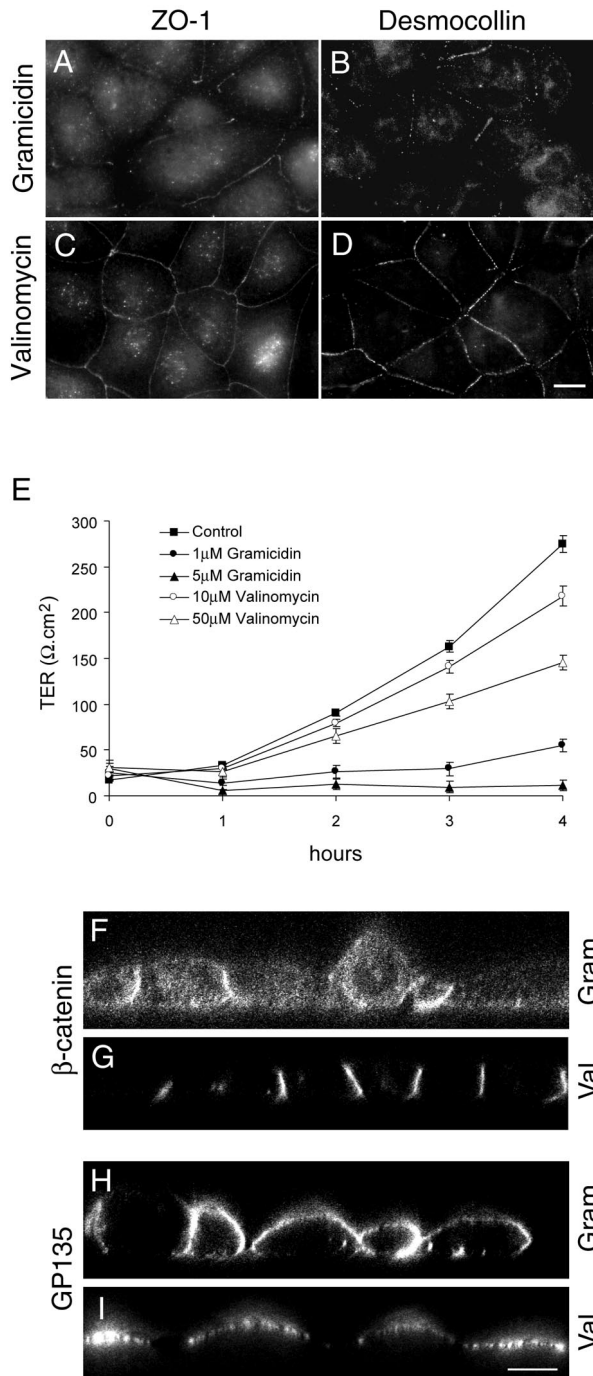 ZO-1 Desmocollin
Gramicidin
A B
Valinomycin
C D
E
TER (Ω.cm²)
300
250
200
150
100
50
0
Control
1µM Gramicidin
5µM Gramicidin
10µM Valinomycin
50µM Valinomycin
0 1 2 3 4
hours
β-catenin
F Gram
G Val
GP135
H Gram
I Val